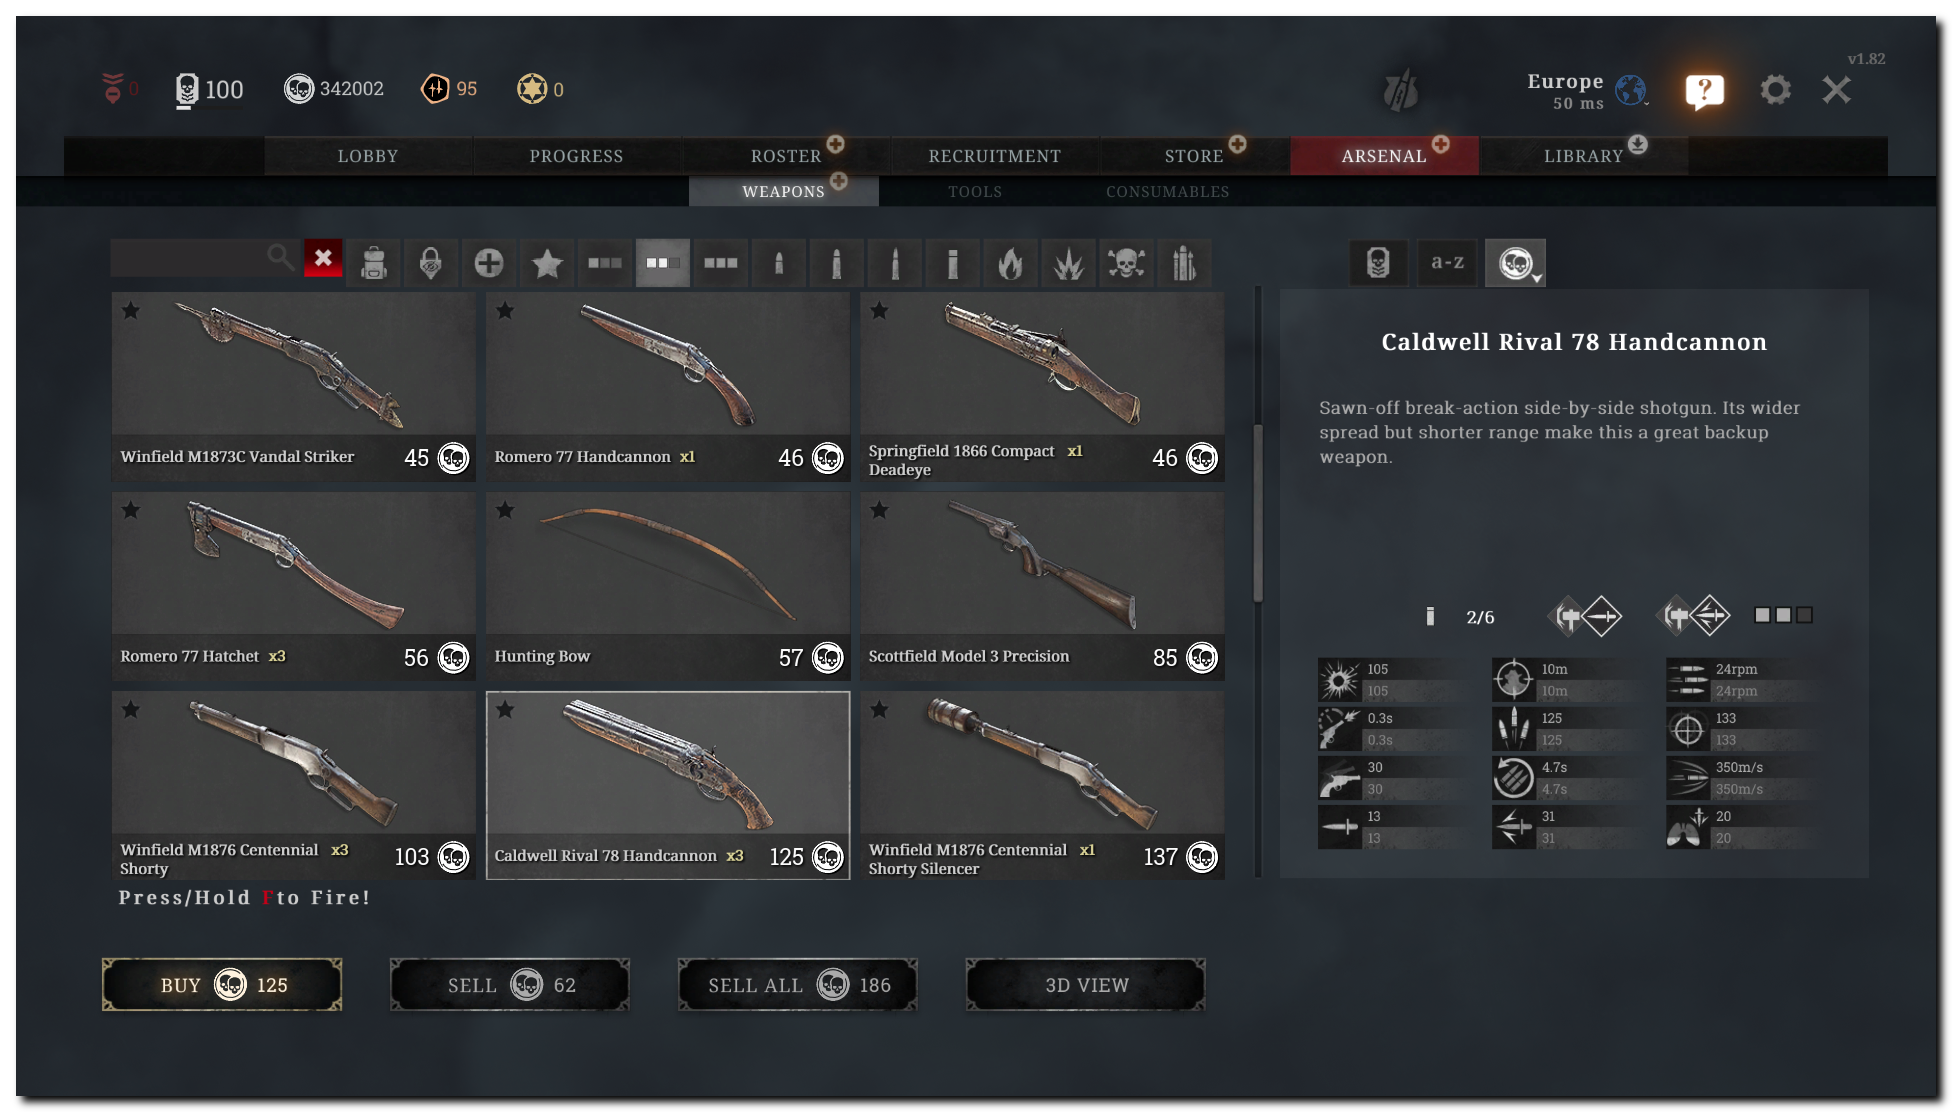 v1.82
0
100
342002
95
0
Europe
50 ms
?
LOBBY
PROGRESS
ROSTER
RECRUITMENT
STORE
ARSENAL
LIBRARY
WEAPONS
TOOLS
CONSUMABLES
a-z
Winfield M1873C Vandal Striker
45
Romero 77 Handcannon x1
46
Springfield 1866 Compact x1
Deadeye
46
Romero 77 Hatchet x3
56
Hunting Bow
57
Scottfield Model 3 Precision
85
Winfield M1876 Centennial x3
Shorty
103
Caldwell Rival 78 Handcannon x3
125
Winfield M1876 Centennial x1
Shorty Silencer
137
Press/Hold F to Fire!
BUY 125
SELL 62
SELL ALL 186
3D VIEW
Caldwell Rival 78 Handcannon
Sawn-off break-action side-by-side shotgun. Its wider
spread but shorter range make this a great backup
weapon.
2/6
105
105
10m
10m
24rpm
24rpm
0.3s
0.3s
125
125
133
133
30
30
4.7s
4.7s
350m/s
350m/s
13
13
31
31
20
20